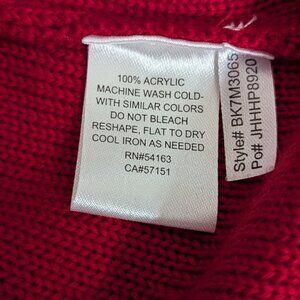 100% ACRYLIC
MACHINE WASH COLD-
WITH SIMILAR COLORS
DO NOT BLEACH
RESHAPE, FLAT TO DRY
COOL IRON AS NEEDED
RN#54163
CA#57151
Style# BK7M3065
Po# JHHHP8920